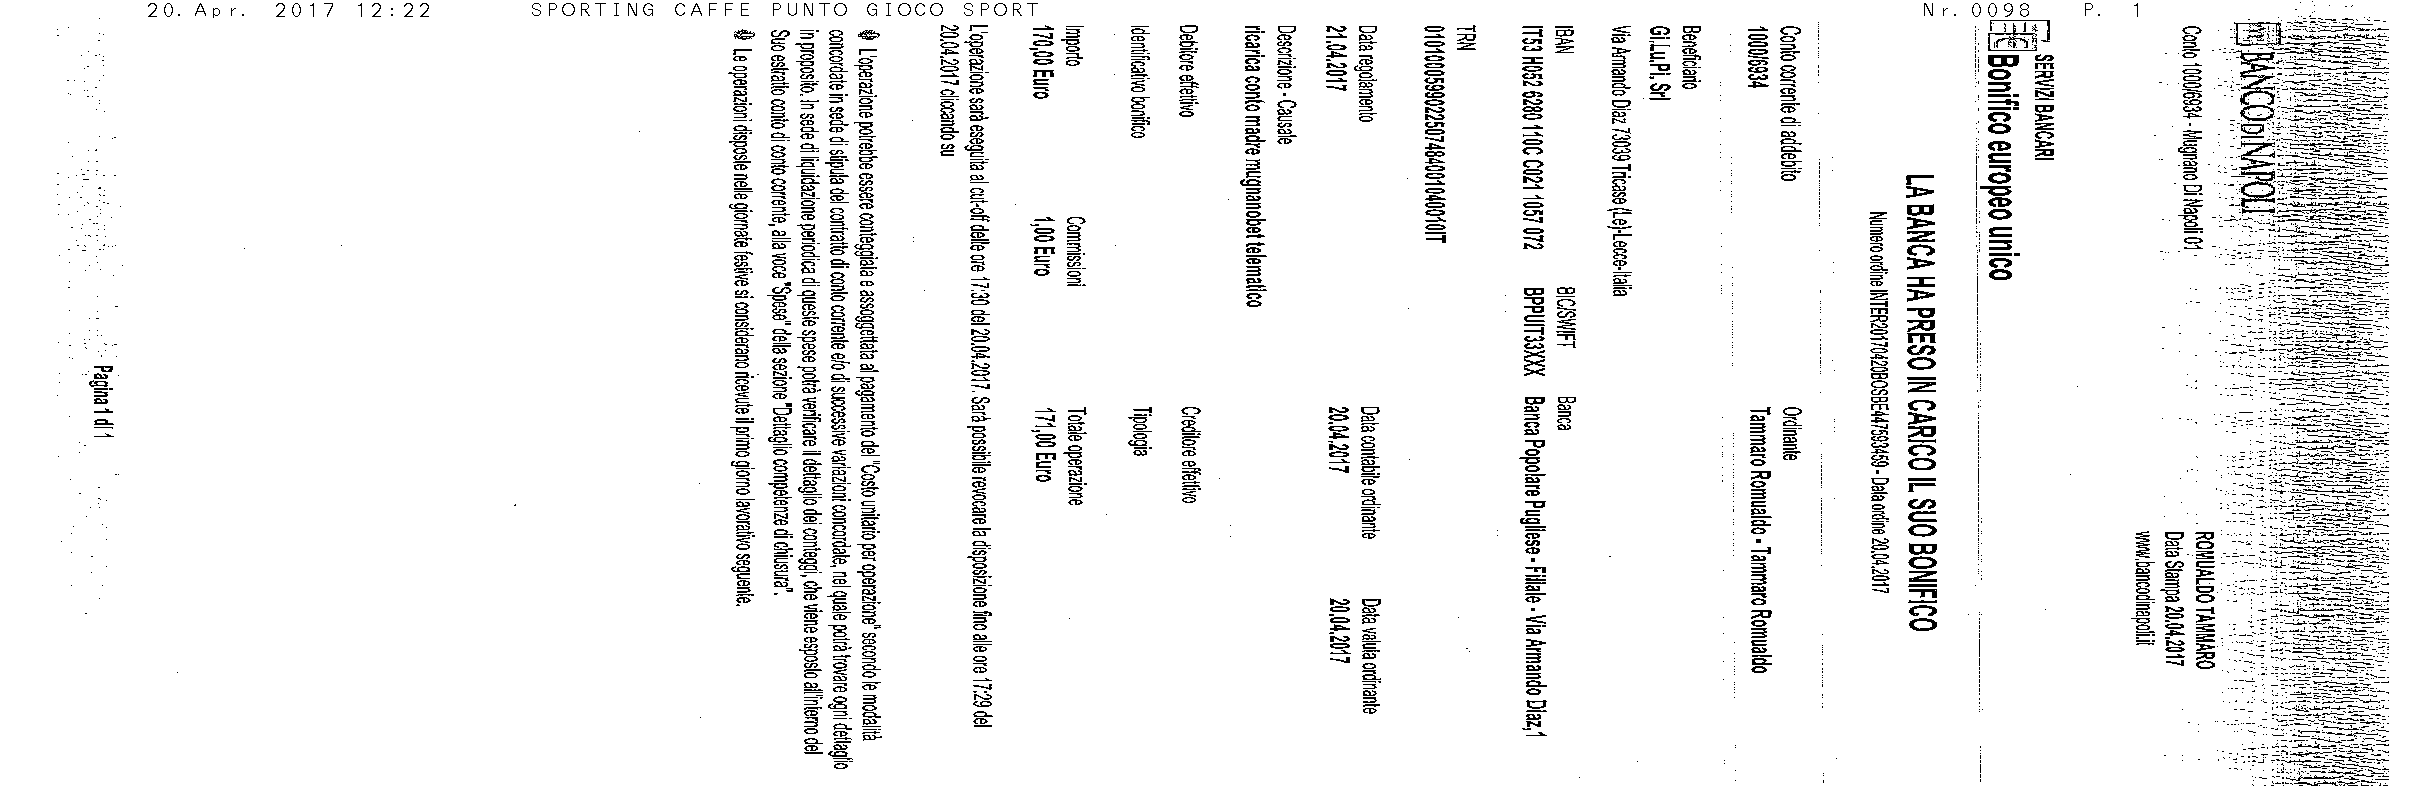 20. Apr. 2017 12:22 SPORTING CAFFE PUNTO GIOCO SPORT Nr. 0098 P. 1
BANCO DI NAPOLI
ROMUALDO TAMMARO
Conto 1000/6934 - Mugnano Di Napoli 01
Data Stampa 20.04.2017
www.bancodinapoli.it
SERVIZI BANCARI
Bonifico europeo unico
LA BANCA HA PRESO IN CARICO IL SUO BONIFICO
Numero ordine INTER20170420BOSBE447593459 - Data ordine 20.04.2017
Conto corrente di addebito Ordinante
1000/6934 Tammaro Romualdo - Tammaro Romualdo
Beneficiario
GI.Lu.Pi. Srl
Via Armando Diaz 73039 Tricase (Le)-Lecce-Italia
IBAN BIC/SWIFT Banca
IT53 H052 6280 110C C021 1057 072 BPPUIT33XXX Banca Popolare Pugliese - Filiale - Via Armando Diaz,1
TRN
0101000599022507484001040010IT
Data regolamento Data contabile ordinante Data valuta ordinante
21.04.2017 20.04.2017 20.04.2017
Descrizione - Causale
ricarica conto madre mugnanobet telematico
Debitore effettivo Creditore effettivo
Identificativo bonifico Tipologia
Importo Commissioni Totale operazione
170,00 Euro 1,00 Euro 171,00 Euro
L'operazione sarà eseguita al cut-off delle ore 17:30 del 20.04.2017. Sarà possibile revocare la disposizione fino alle ore 17:29 del
20.04.2017 cliccando su
L'operazione potrebbe essere conteggiata e assoggettata al pagamento del "Costo unitario per operazione" secondo le modalità
concordate in sede di stipula del contratto di conto corrente e/o di successive variazioni concordate, nel quale potrà trovare ogni dettaglio
in proposito. In sede di liquidazione periodica di queste spese potrà verificare il dettaglio dei conteggi, che viene esposto all'interno del
Suo estratto conto di conto corrente, alla voce "Spese" della sezione "Dettaglio competenze di chiusura".
Le operazioni disposte nelle giornate festive si considerano ricevute il primo giorno lavorativo seguente.
Pagina 1 di 1